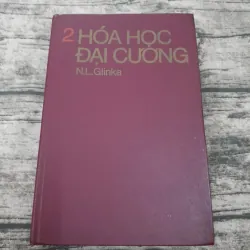 2 HÓA HỌC
ĐẠI CƯƠNG
N.L. Glinka